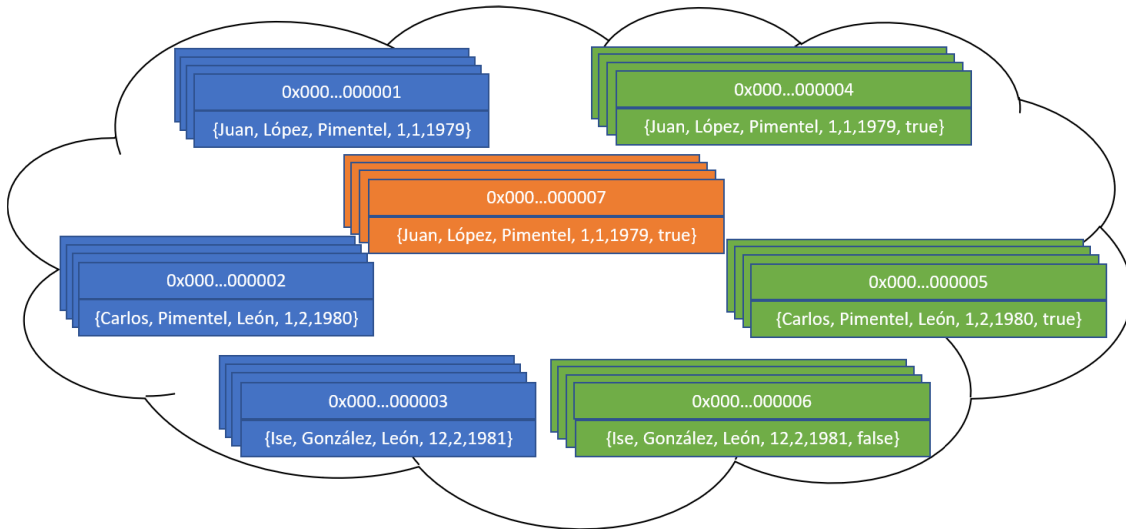 0x000...000001
{Juan, López, Pimentel, 1,1,1979}
0x000...000004
{Juan, López, Pimentel, 1,1,1979, true}
0x000...000007
{Juan, López, Pimentel, 1,1,1979, true}
0x000...000002
{Carlos, Pimentel, León, 1,2,1980}
0x000...000005
{Carlos, Pimentel, León, 1,2,1980, true}
0x000...000003
{Ise, González, León, 12,2,1981}
0x000...000006
{Ise, González, León, 12,2,1981, false}